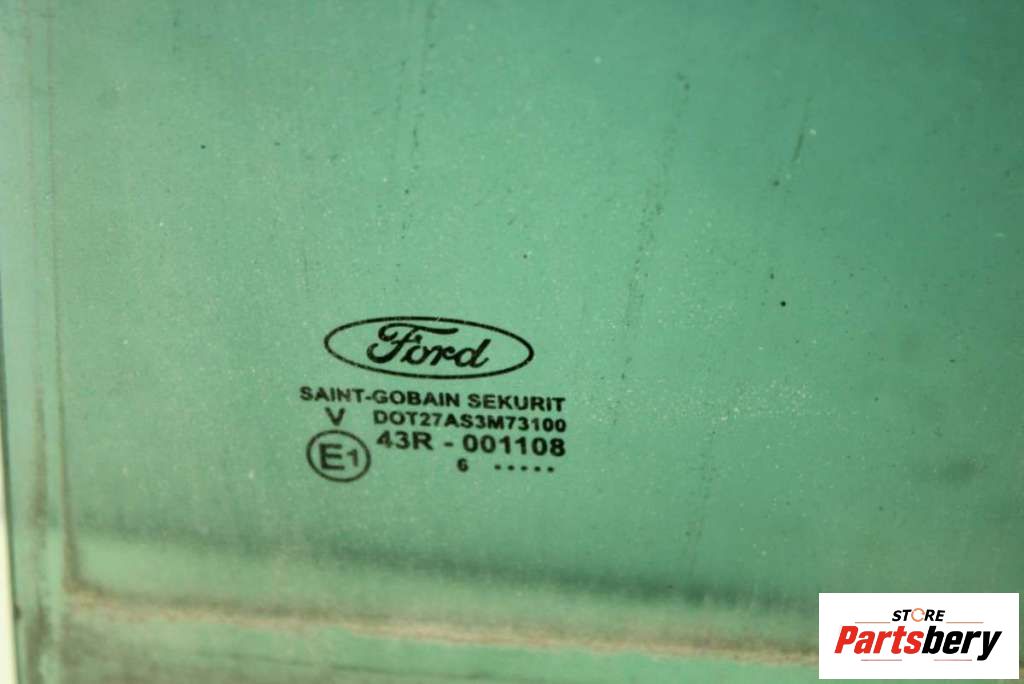 Ford
SAINT-GOBAIN SEKURIT
V DOT27AS3M73100
E1 43R - 001108
6 .....
STORE
Partsbery